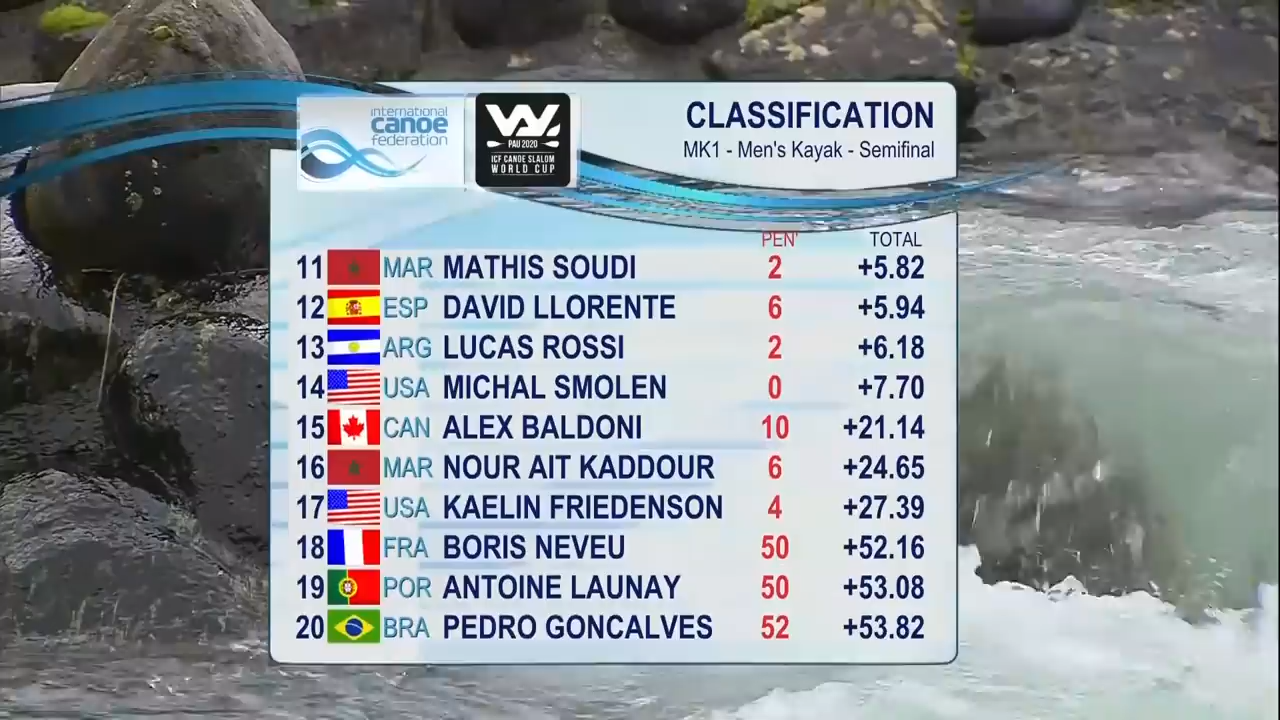 international
canoe
federation
PAU 2020
ICF CANOE SLALOM
WORLD CUP
CLASSIFICATION
MK1 - Men's Kayak - Semifinal
PEN' TOTAL
11 MAR MATHIS SOUDI 2 +5.82
12 ESP DAVID LLORENTE 6 +5.94
13 ARG LUCAS ROSSI 2 +6.18
14 USA MICHAL SMOLEN 0 +7.70
15 CAN ALEX BALDONI 10 +21.14
16 MAR NOUR AIT KADDOUR 6 +24.65
17 USA KAELIN FRIEDENSON 4 +27.39
18 FRA BORIS NEVEU 50 +52.16
19 POR ANTOINE LAUNAY 50 +53.08
20 BRA PEDRO GONCALVES 52 +53.82